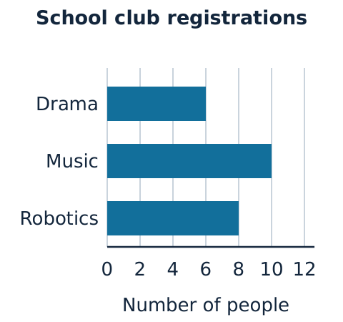 School club registrations
Drama
Music
Robotics
0 2 4 6 8 10 12
Number of people